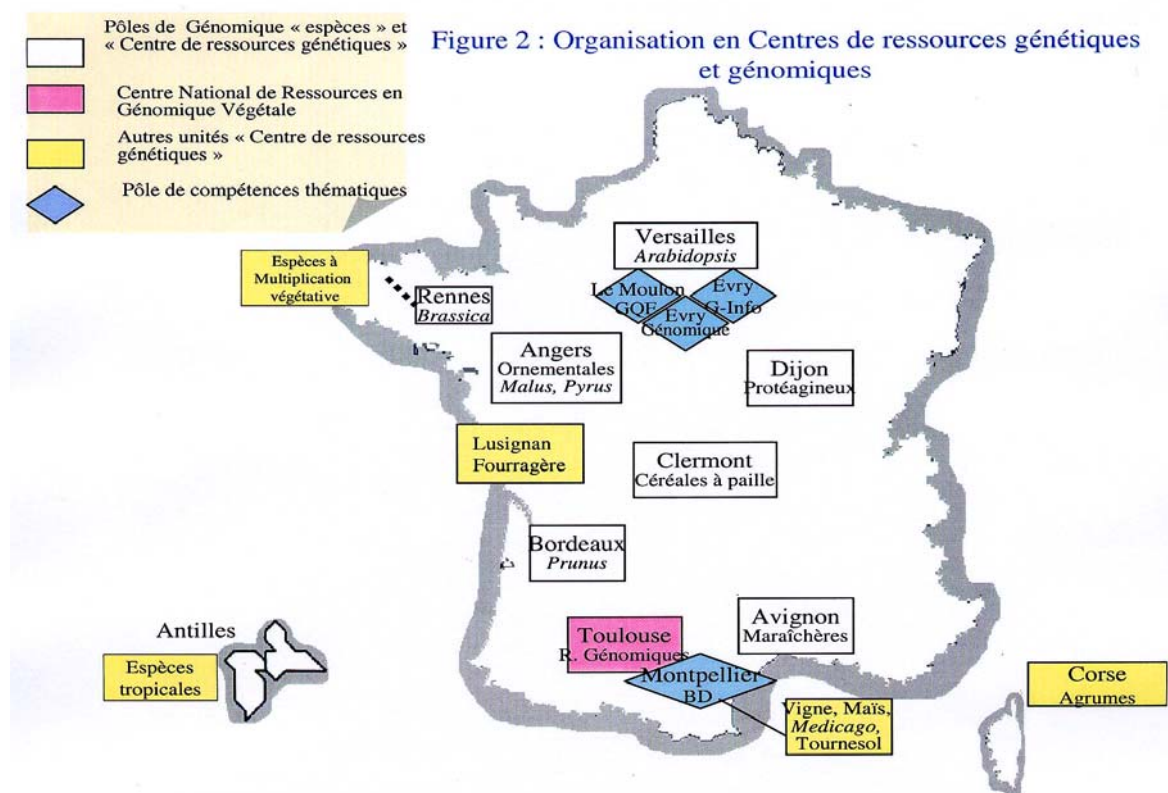 Pôles de Génomique « espèces » et
« Centre de ressources génétiques »
Centre National de Ressources en
Génomique Végétale
Autres unités « Centre de ressources
génétiques »
Pôle de compétences thématiques
Figure 2 : Organisation en Centres de ressources génétiques
et génomiques
Versailles
Arabidopsis
Le Moulon
GQE
Evry
G-Info
Evry
Génomique
Espèces à
Multiplication
végétative
Rennes
Brassica
Angers
Ornementales
Malus, Pyrus
Dijon
Protéagineux
Lusignan
Fourragère
Clermont
Céréales à paille
Bordeaux
Prunus
Toulouse
R. Génomiques
Avignon
Maraîchères
Montpellier
BD
Vigne, Maïs,
Medicago,
Tournesol
Antilles
Espèces
tropicales
Corse
Agrumes